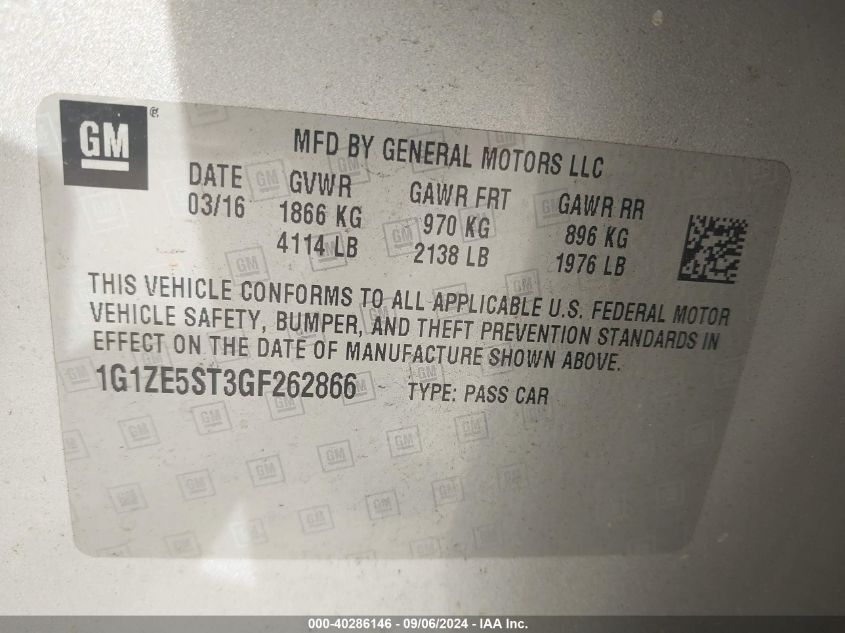 GM
MFD BY GENERAL MOTORS LLC
DATE GVWR GAWR FRT GAWR RR
03/16 1866 KG 970 KG 896 KG
4114 LB 2138 LB 1976 LB
THIS VEHICLE CONFORMS TO ALL APPLICABLE U.S. FEDERAL MOTOR
VEHICLE SAFETY, BUMPER, AND THEFT PREVENTION STANDARDS IN
EFFECT ON THE DATE OF MANUFACTURE SHOWN ABOVE.
1G1ZE5ST3GF262866 TYPE: PASS CAR
000-40286146 - 09/06/2024 - IAA Inc.